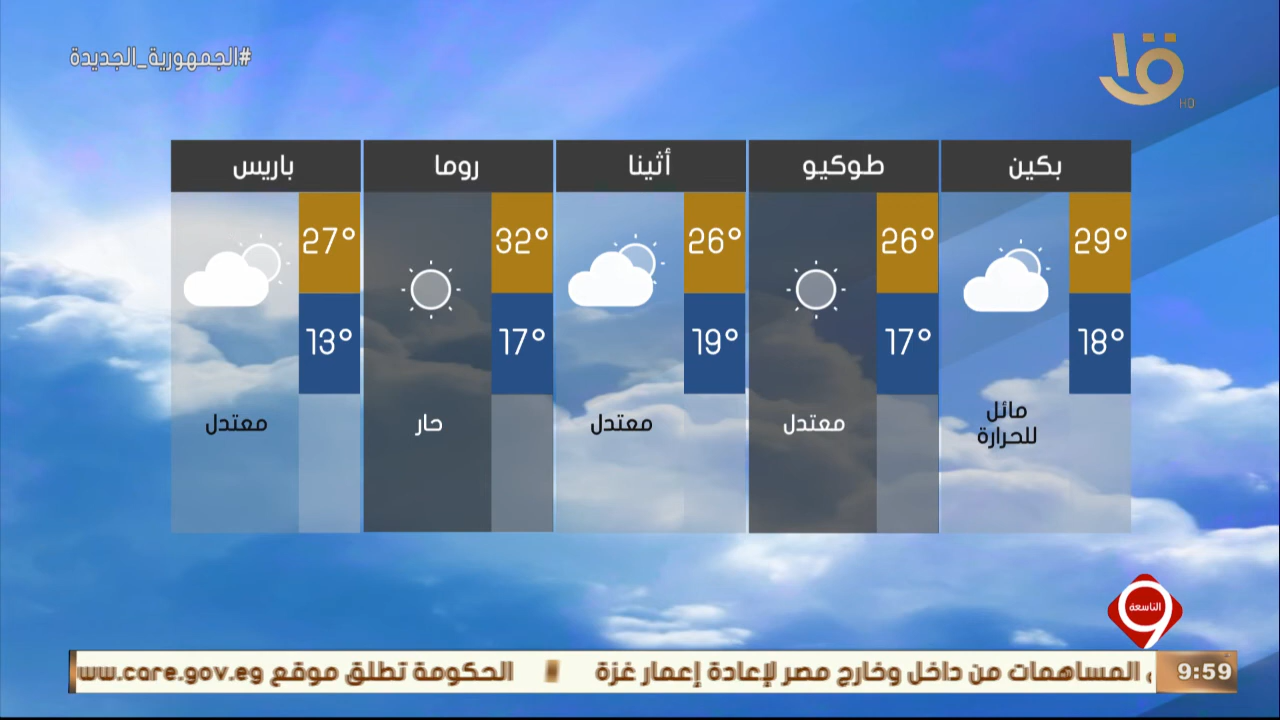 #الجمهورية_الجديدة
HD
بكين
29°
18°
مائل
للحرارة
طوكيو
26°
17°
معتدل
أثينا
26°
19°
معتدل
روما
32°
17°
حار
باريس
27°
13°
معتدل
التاسعة
9
9:59
المساهمات من داخل وخارج مصر لإعادة إعمار غزة
الحكومة تطلق موقع www.care.gov.eg